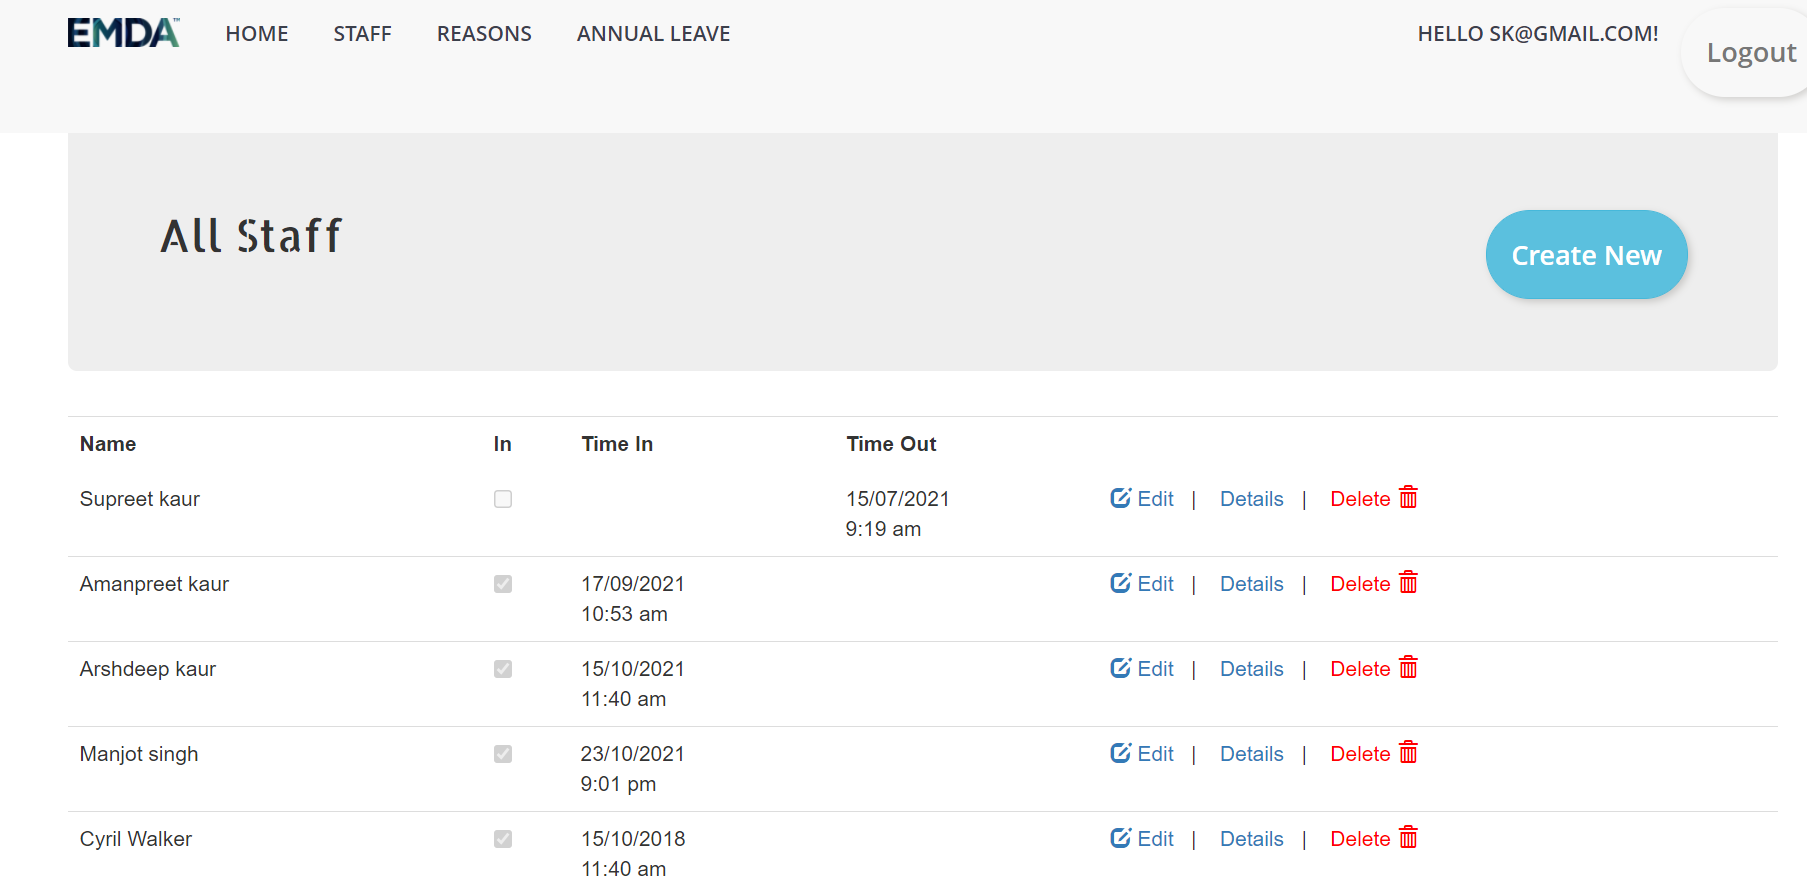 EMDA™ HOME STAFF REASONS ANNUAL LEAVE HELLO SK@GMAIL.COM! Logout
All Staff
Create New
Name In Time In Time Out
Supreet kaur 15/07/2021 Edit | Details | Delete
9:19 am
Amanpreet kaur 17/09/2021 Edit | Details | Delete
10:53 am
Arshdeep kaur 15/10/2021 Edit | Details | Delete
11:40 am
Manjot singh 23/10/2021 Edit | Details | Delete
9:01 pm
Cyril Walker 15/10/2018 Edit | Details | Delete
11:40 am